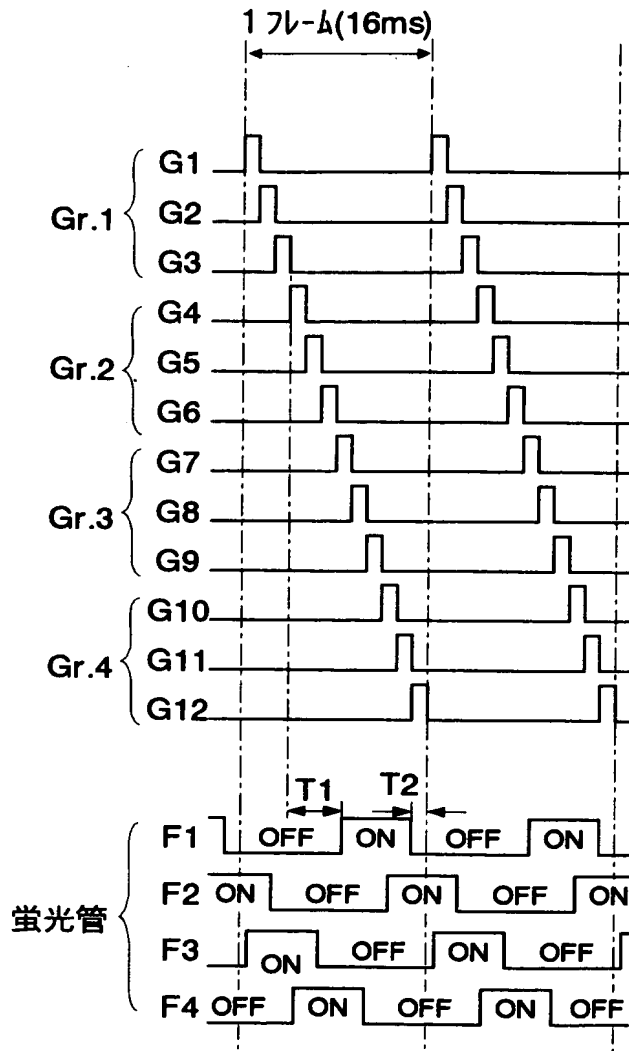 1 フレーム(16ms)
Gr.1
G1
G2
G3
Gr.2
G4
G5
G6
Gr.3
G7
G8
G9
Gr.4
G10
G11
G12
T1
T2
蛍光管
F1
OFF
ON
OFF
ON
F2
ON
OFF
ON
OFF
ON
F3
ON
OFF
ON
OFF
F4
OFF
ON
OFF
ON
OFF